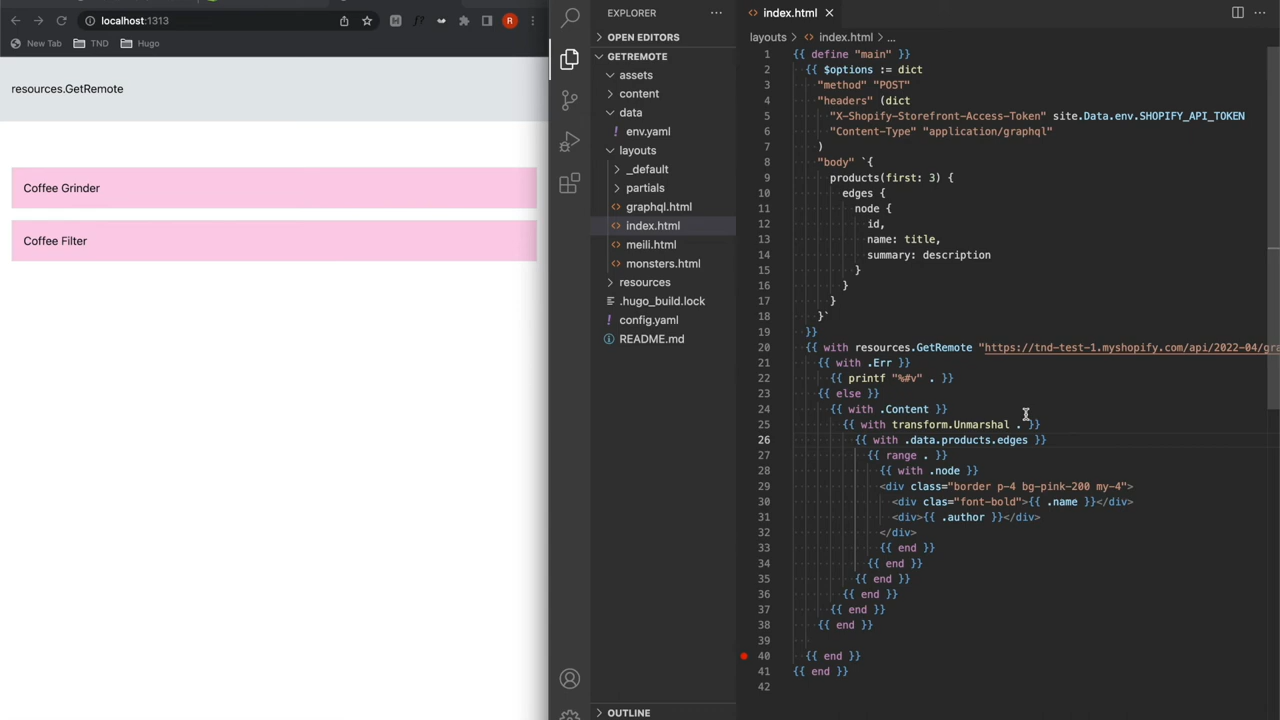 localhost:1313
New Tab
TND
Hugo
resources.GetRemote
Coffee Grinder
Coffee Filter
EXPLORER
OPEN EDITORS
GETREMOTE
assets
content
data
! env.yaml
layouts
_default
partials
<> graphql.html
<> index.html
<> meili.html
<> monsters.html
resources
.hugo_build.lock
! config.yaml
README.md
OUTLINE
<> index.html ×
layouts > <> index.html > ...
1 {{ define "main" }}
2 {{ $options := dict
3 "method" "POST"
4 "headers" (dict
5 "X-Shopify-Storefront-Access-Token" site.Data.env.SHOPIFY_API_TOKEN
6 "Content-Type" "application/graphql"
7 )
8 "body" `{
9 products(first: 3) {
10 edges {
11 node {
12 id,
13 name: title,
14 summary: description
15 }
16 }
17 }
18 }`
19 }}
20 {{ with resources.GetRemote "https://tnd-test-1.myshopify.com/api/2022-04/gra
21 {{ with .Err }}
22 {{ printf "%#v" . }}
23 {{ else }}
24 {{ with .Content }}
25 {{ with transform.Unmarshal . }}
26 {{ with .data.products.edges }}
27 {{ range . }}
28 {{ with .node }}
29 <div class="border p-4 bg-pink-200 my-4">
30 <div clas="font-bold">{{ .name }}</div>
31 <div>{{ .author }}</div>
32 </div>
33 {{ end }}
34 {{ end }}
35 {{ end }}
36 {{ end }}
37 {{ end }}
38 {{ end }}
39
40 {{ end }}
41 {{ end }}
42